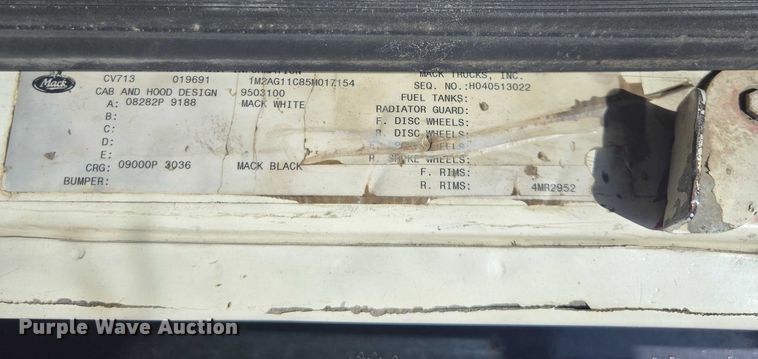 Mack
CV713 019691 1M2AG11C85M017154 MACK TRUCKS, INC.
CAB AND HOOD DESIGN 9503100 SEQ. NO.:H040513022
A: 08282P 9188 MACK WHITE FUEL TANKS:
B: RADIATOR GUARD:
C: F. DISC WHEELS:
D: R. DISC WHEELS:
E:
CRG: 09000P 3036 MACK BLACK R. SPOKE WHEELS:
BUMPER: F. RIMS:
R. RIMS: 4MR2952
Purple Wave Auction